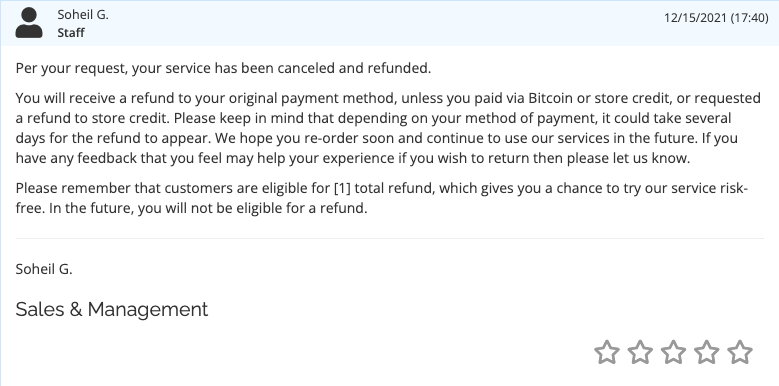 Soheil G.
12/15/2021 (17:40)
Staff
Per your request, your service has been canceled and refunded.
You will receive a refund to your original payment method, unless you paid via Bitcoin or store credit, or requested
a refund to store credit. Please keep in mind that depending on your method of payment, it could take several
days for the refund to appear. We hope you re-order soon and continue to use our services in the future. If you
have any feedback that you feel may help your experience if you wish to return then please let us know.
Please remember that customers are eligible for [1] total refund, which gives you a chance to try our service risk-
free. In the future, you will not be eligible for a refund.
Soheil G.
Sales & Management